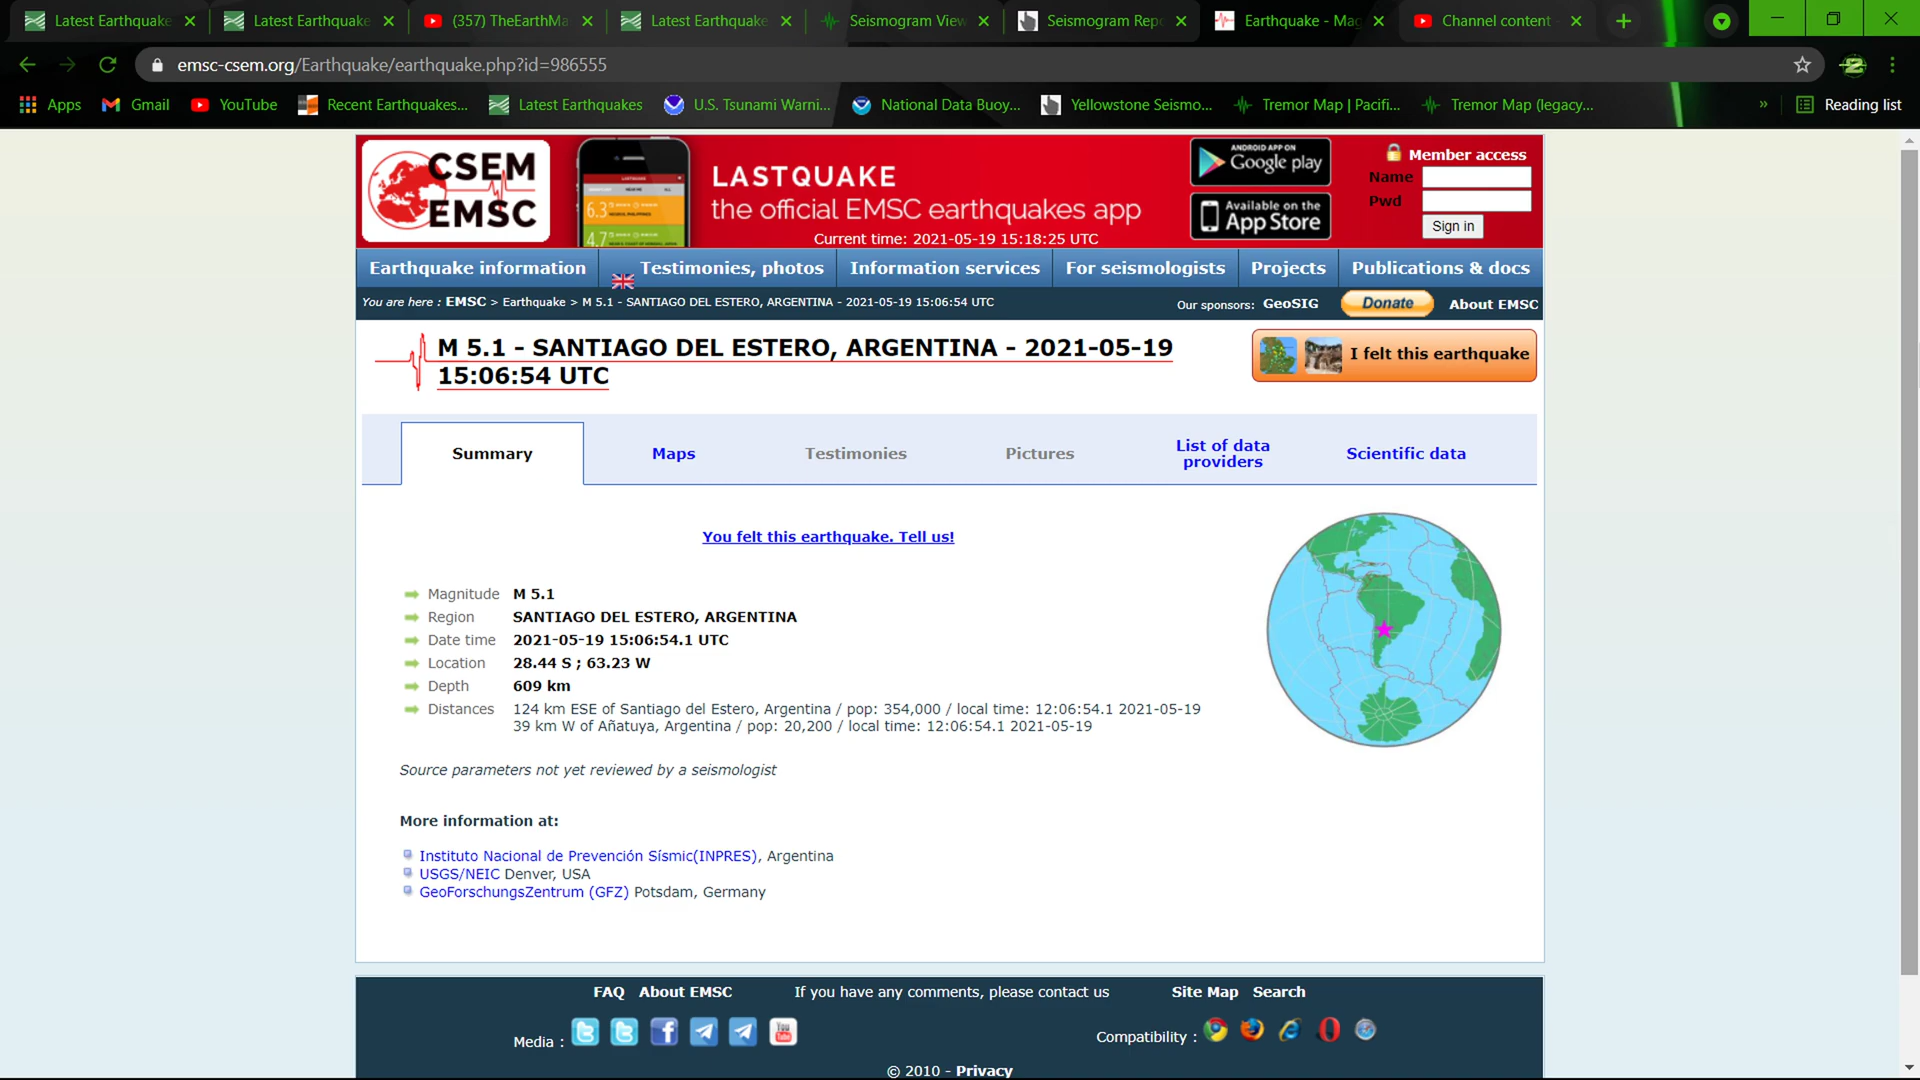 Latest Earthquake
Latest Earthquake
(357) TheEarthMa
Latest Earthquake
Seismogram View
Seismogram Repo
Earthquake - Mag
Channel content -
emsc-csem.org/Earthquake/earthquake.php?id=986555
Apps
Gmail
YouTube
Recent Earthquakes...
Latest Earthquakes
U.S. Tsunami Warni...
National Data Buoy...
Yellowstone Seismo...
Tremor Map | Pacifi...
Tremor Map (legacy...
»
Reading list
CSEM
EMSC
LASTQUAKE
6.3
4.7
LASTQUAKE
the official EMSC earthquakes app
Current time: 2021-05-19 15:18:25 UTC
ANDROID APP ON
Google play
Available on the
App Store
Member access
Name
Pwd
Sign in
Earthquake information
Testimonies, photos
Information services
For seismologists
Projects
Publications & docs
You are here : EMSC > Earthquake > M 5.1 - SANTIAGO DEL ESTERO, ARGENTINA - 2021-05-19 15:06:54 UTC
Our sponsors: GeoSIG
Donate
About EMSC
M 5.1 - SANTIAGO DEL ESTERO, ARGENTINA - 2021-05-19
15:06:54 UTC
I felt this earthquake
Summary
Maps
Testimonies
Pictures
List of data
providers
Scientific data
You felt this earthquake. Tell us!
Magnitude M 5.1
Region SANTIAGO DEL ESTERO, ARGENTINA
Date time 2021-05-19 15:06:54.1 UTC
Location 28.44 S ; 63.23 W
Depth 609 km
Distances 124 km ESE of Santiago del Estero, Argentina / pop: 354,000 / local time: 12:06:54.1 2021-05-19
39 km W of Añatuya, Argentina / pop: 20,200 / local time: 12:06:54.1 2021-05-19
Source parameters not yet reviewed by a seismologist
More information at:
Instituto Nacional de Prevención Sísmic(INPRES), Argentina
USGS/NEIC Denver, USA
GeoForschungsZentrum (GFZ) Potsdam, Germany
FAQ About EMSC
If you have any comments, please contact us
Site Map Search
Media :
You
Compatibility :
© 2010 - Privacy